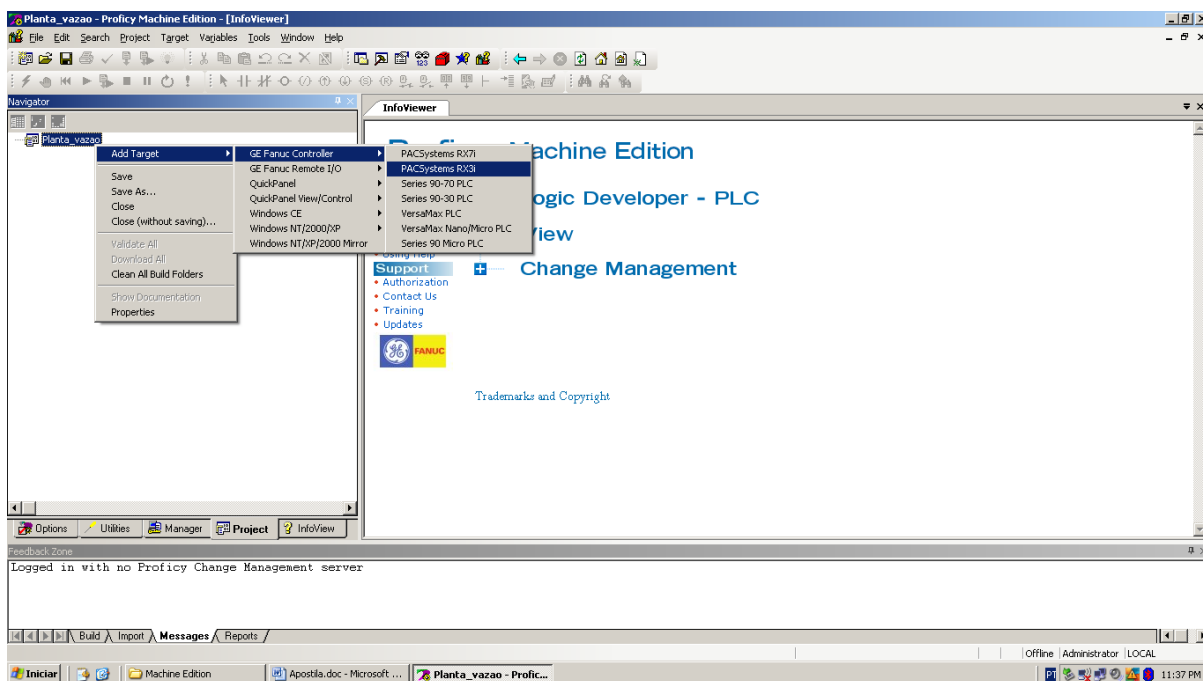 Planta_vazao - Proficy Machine Edition - [InfoViewer]
File Edit Search Project Target Variables Tools Window Help
Navigator
Planta_vazao
Add Target
Save
Save As...
Close
Close (without saving)...
Validate All
Download All
Clean All Build Folders
Show Documentation
Properties
GE Fanuc Controller
GE Fanuc Remote I/O
QuickPanel
QuickPanel View/Control
Windows CE
Windows NT/2000/XP
Windows NT/XP/2000 Mirror
PACSystems RX7i
PACSystems RX3i
Series 90-70 PLC
Series 90-30 PLC
VersaMax PLC
VersaMax Nano/Micro PLC
Series 90 Micro PLC
InfoViewer
Machine Edition
Logic Developer - PLC
View
Change Management
Using Help
Support
Authorization
Contact Us
Training
Updates
FANUC
Trademarks and Copyright
Options Utilities Manager Project InfoView
Feedback Zone
Logged in with no Proficy Change Management server
Build Import Messages Reports
Offline Administrator LOCAL
Iniciar Machine Edition Apostila.doc - Microsoft ... Planta_vazao - Profic... PT 11:37 PM